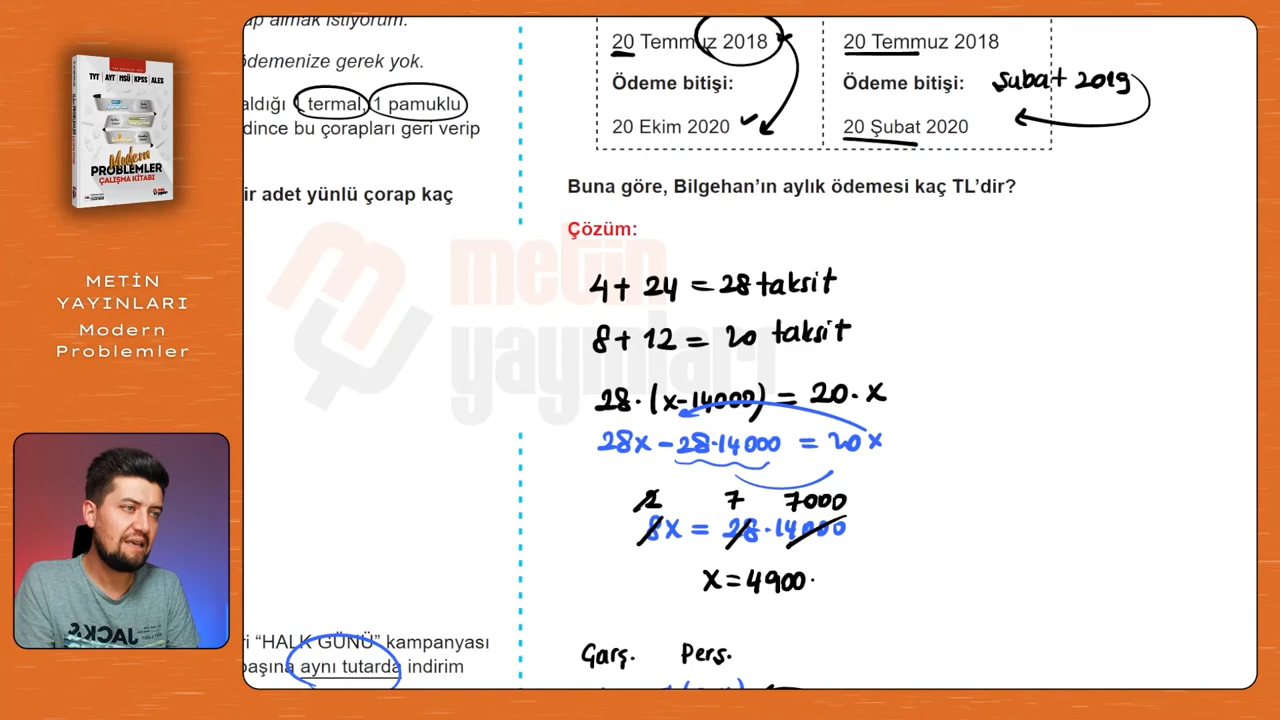 TYT AYT MSÜ KPSS ALES
Modern
PROBLEMLER
ÇALIŞMA KİTABI
METİN
YAYINLARI
Modern
Problemler
ap almak istiyorum.
ödemenize gerek yok.
aldığı 1 termal, 1 pamuklu
dince bu çorapları geri verip
ir adet yünlü çorap kaç
ri “HALK GÜNÜ” kampanyası
başına aynı tutarda indirim
20 Temmuz 2018
Ödeme bitişi:
20 Ekim 2020
20 Temmuz 2018
Ödeme bitişi:
20 Şubat 2020
Şubat 2019
Buna göre, Bilgehan’ın aylık ödemesi kaç TL’dir?
Çözüm:
metin
yayınları
4 + 24 = 28 taksit
8 + 12 = 20 taksit
28 · (x-14000) = 20 · x
28x - 28·14000 = 20x
2 7 7000
8x = 28 · 14000
x = 4900·
Garş. Pers.